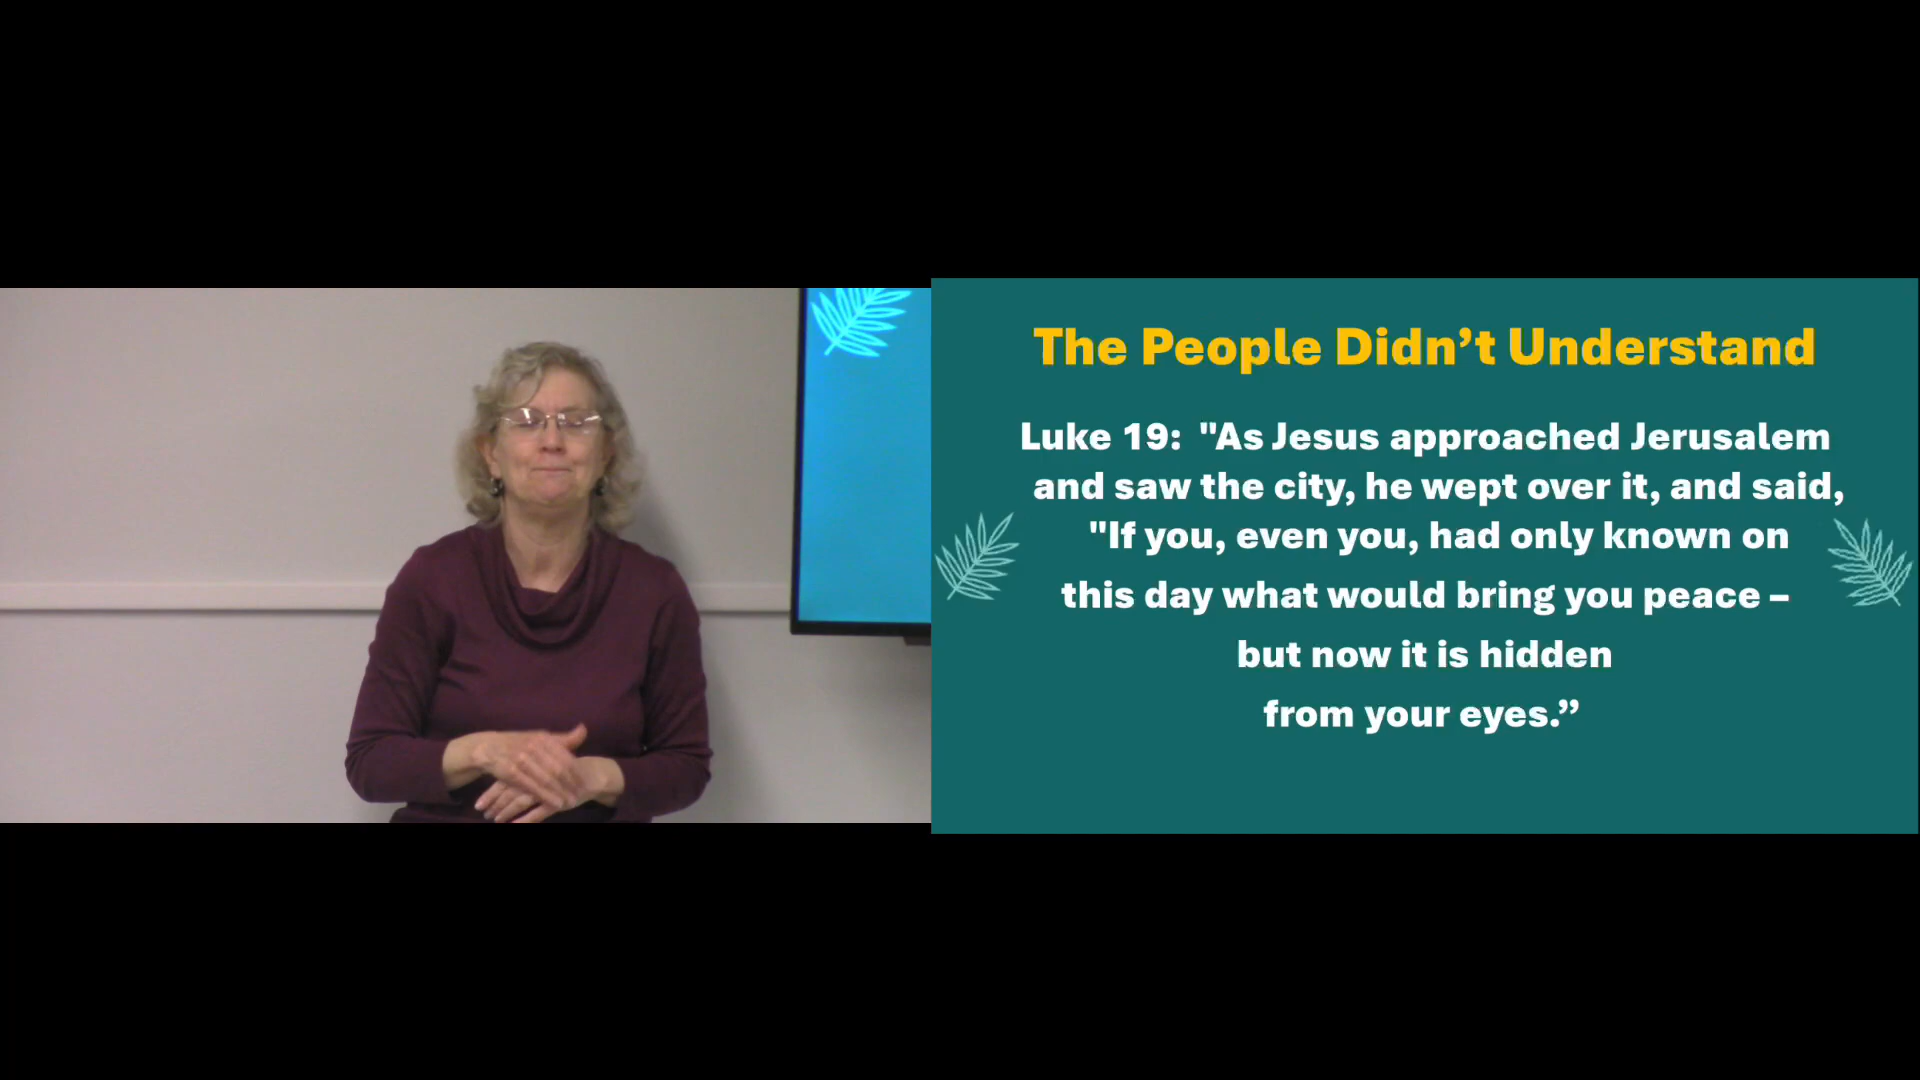 The People Didn’t Understand
Luke 19:  "As Jesus approached Jerusalem
and saw the city, he wept over it, and said,
"If you, even you, had only known on
this day what would bring you peace –
but now it is hidden
from your eyes.”